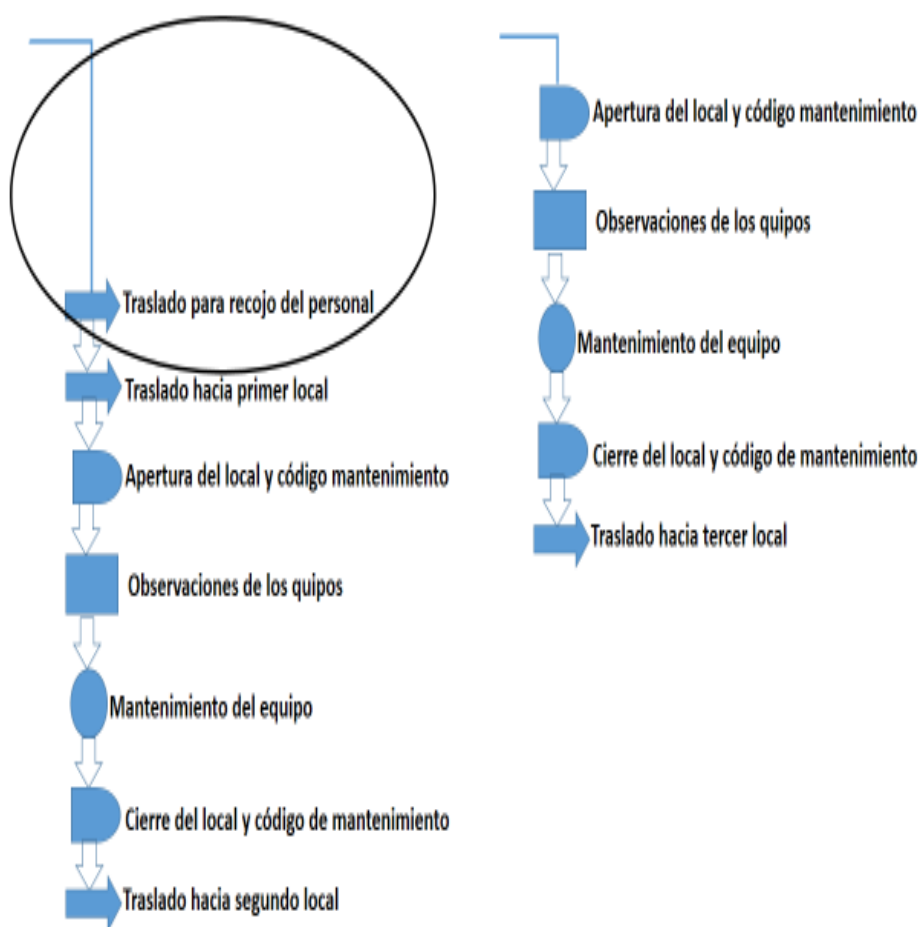 Traslado para recojo del personal
Traslado hacia primer local
Apertura del local y código mantenimiento
Observaciones de los quipos
Mantenimiento del equipo
Cierre del local y código de mantenimiento
Traslado hacia segundo local
Apertura del local y código mantenimiento
Observaciones de los quipos
Mantenimiento del equipo
Cierre del local y código de mantenimiento
Traslado hacia tercer local